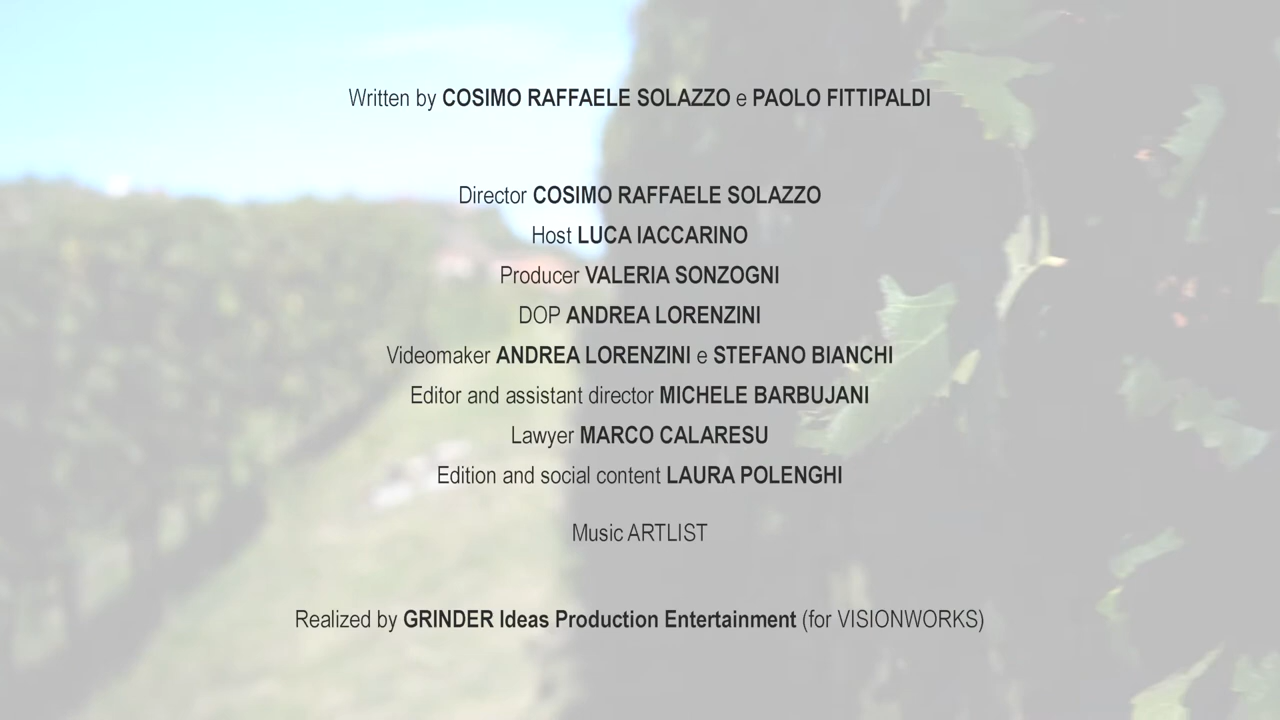 Written by COSIMO RAFFAELE SOLAZZO e PAOLO FITTIPALDI
Director COSIMO RAFFAELE SOLAZZO
Host LUCA IACCARINO
Producer VALERIA SONZOGNI
DOP ANDREA LORENZINI
Videomaker ANDREA LORENZINI e STEFANO BIANCHI
Editor and assistant director MICHELE BARBUJANI
Lawyer MARCO CALARESU
Edition and social content LAURA POLENGHI
Music ARTLIST
Realized by GRINDER Ideas Production Entertainment (for VISIONWORKS)